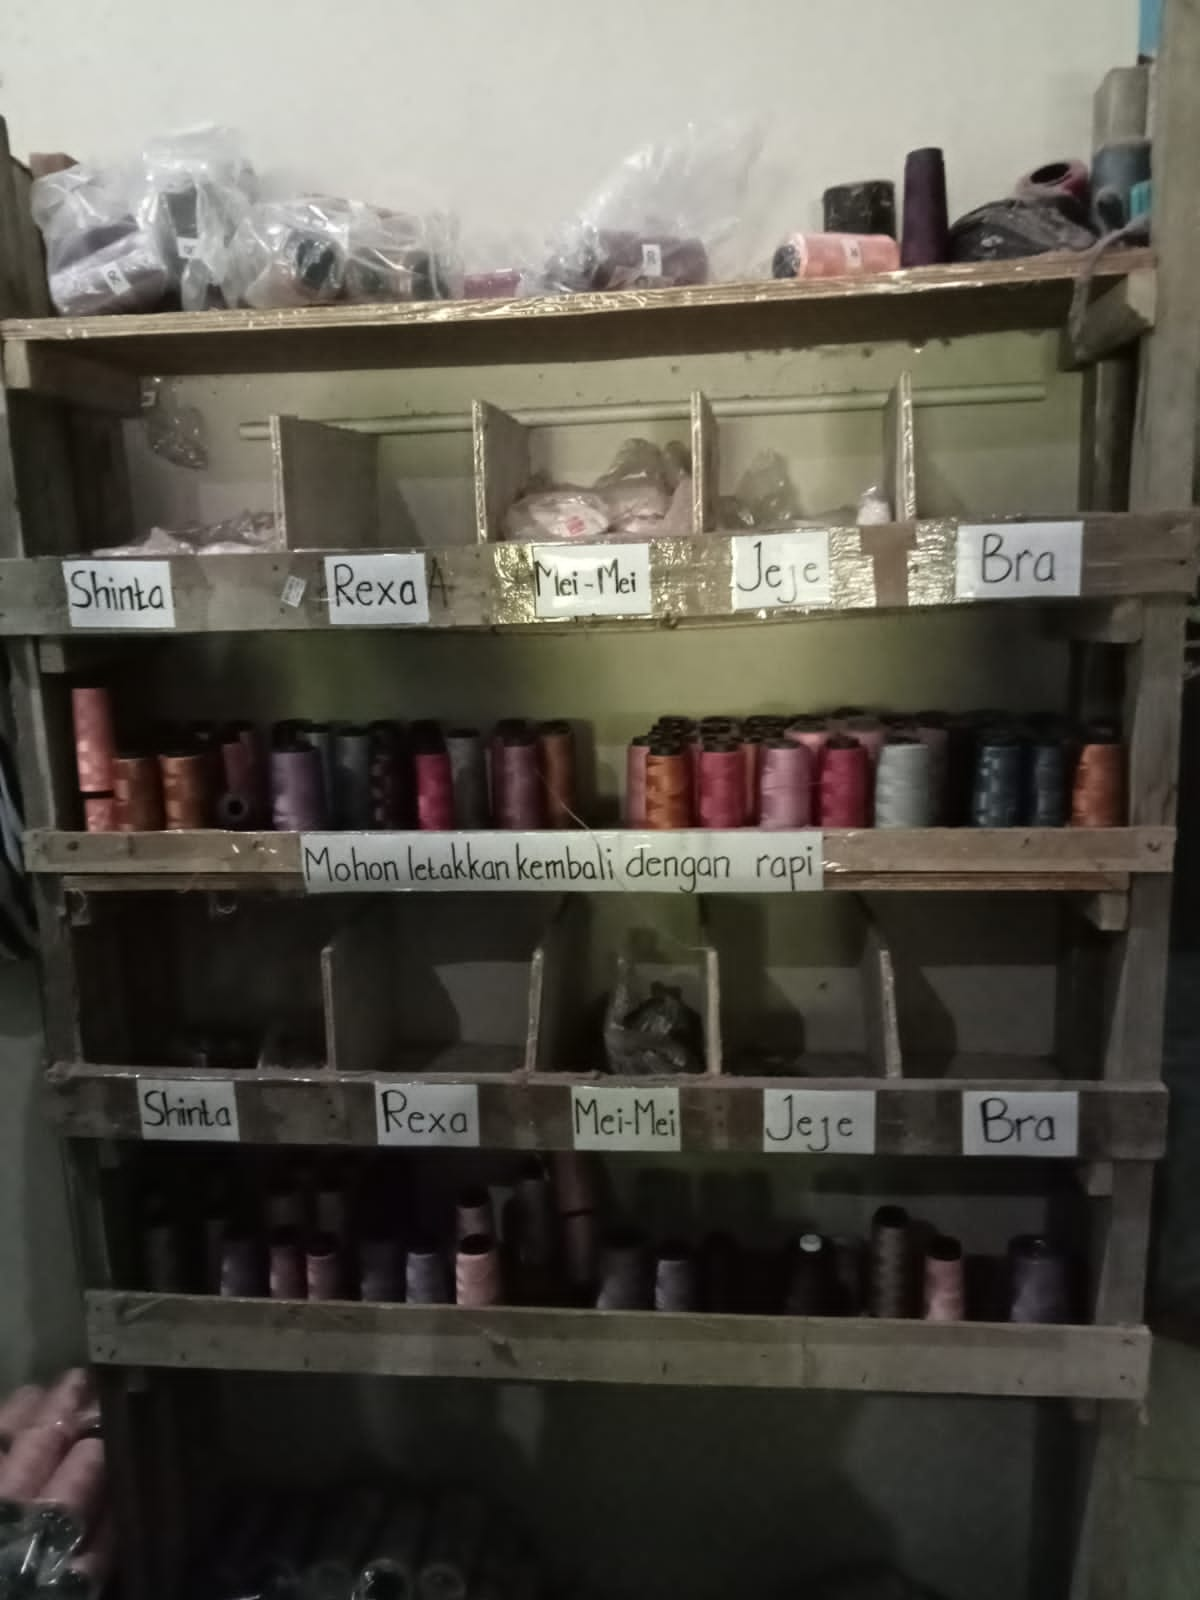 Shinta
Rexa
Mei-Mei
Jeje
Bra
Mohon letakkan kembali dengan rapi
Shinta
Rexa
Mei-Mei
Jeje
Bra